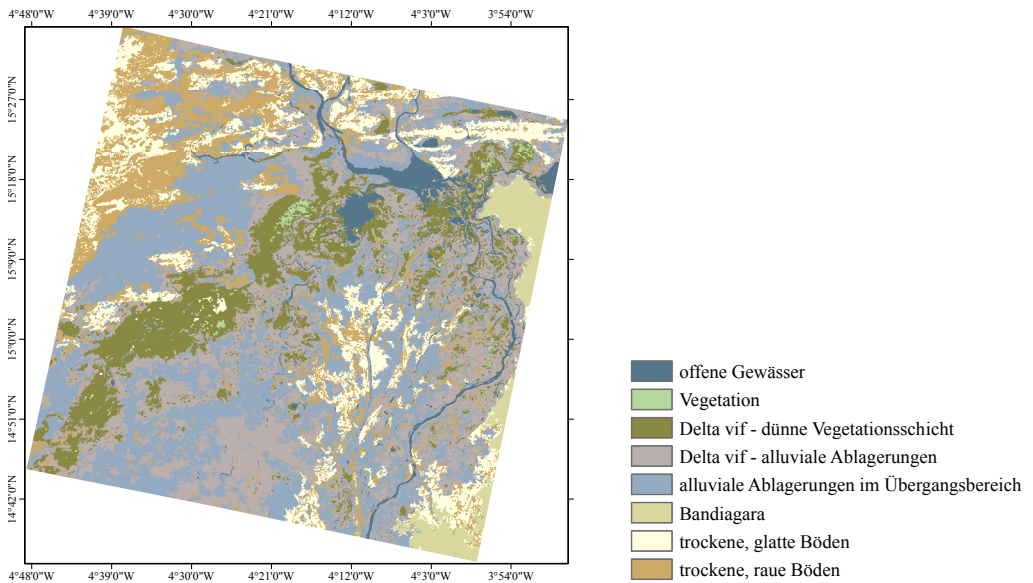 4°48'0"W 4°39'0"W 4°30'0"W 4°21'0"W 4°12'0"W 4°30'0"W 3°54'0"W
15°27'0"N
15°18'0"N
15°9'0"N
15°0'0"N
14°51'0"N
14°42'0"N
offene Gewässer
Vegetation
Delta vif - dünne Vegetationsschicht
Delta vif - alluviale Ablagerungen
alluviale Ablagerungen im Übergangsbereich
Bandiagara
trockene, glatte Böden
trockene, raue Böden
4°48'0"W 4°39'0"W 4°30'0"W 4°21'0"W 4°12'0"W 4°30'0"W 3°54'0"W